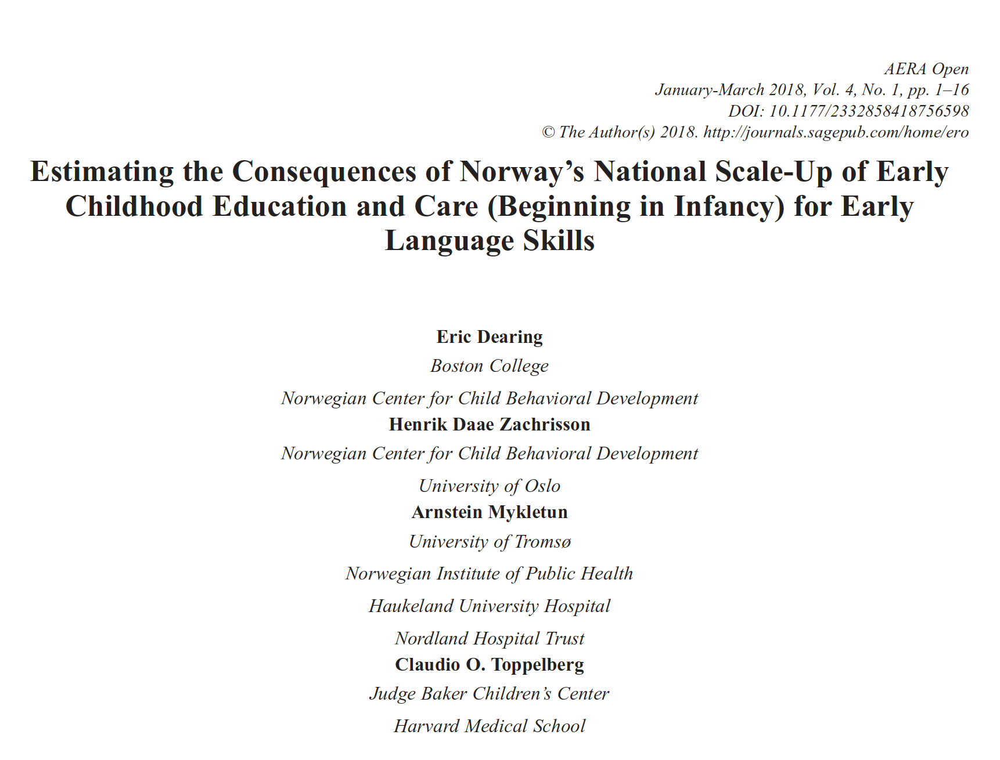 AERA Open
January-March 2018, Vol. 4, No. 1, pp. 1–16
DOI: 10.1177/2332858418756598
© The Author(s) 2018. http://journals.sagepub.com/home/ero
Estimating the Consequences of Norway’s National Scale-Up of Early
Childhood Education and Care (Beginning in Infancy) for Early
Language Skills
Eric Dearing
Boston College
Norwegian Center for Child Behavioral Development
Henrik Daae Zachrisson
Norwegian Center for Child Behavioral Development
University of Oslo
Arnstein Mykletun
University of Tromsø
Norwegian Institute of Public Health
Haukeland University Hospital
Nordland Hospital Trust
Claudio O. Toppelberg
Judge Baker Children’s Center
Harvard Medical School